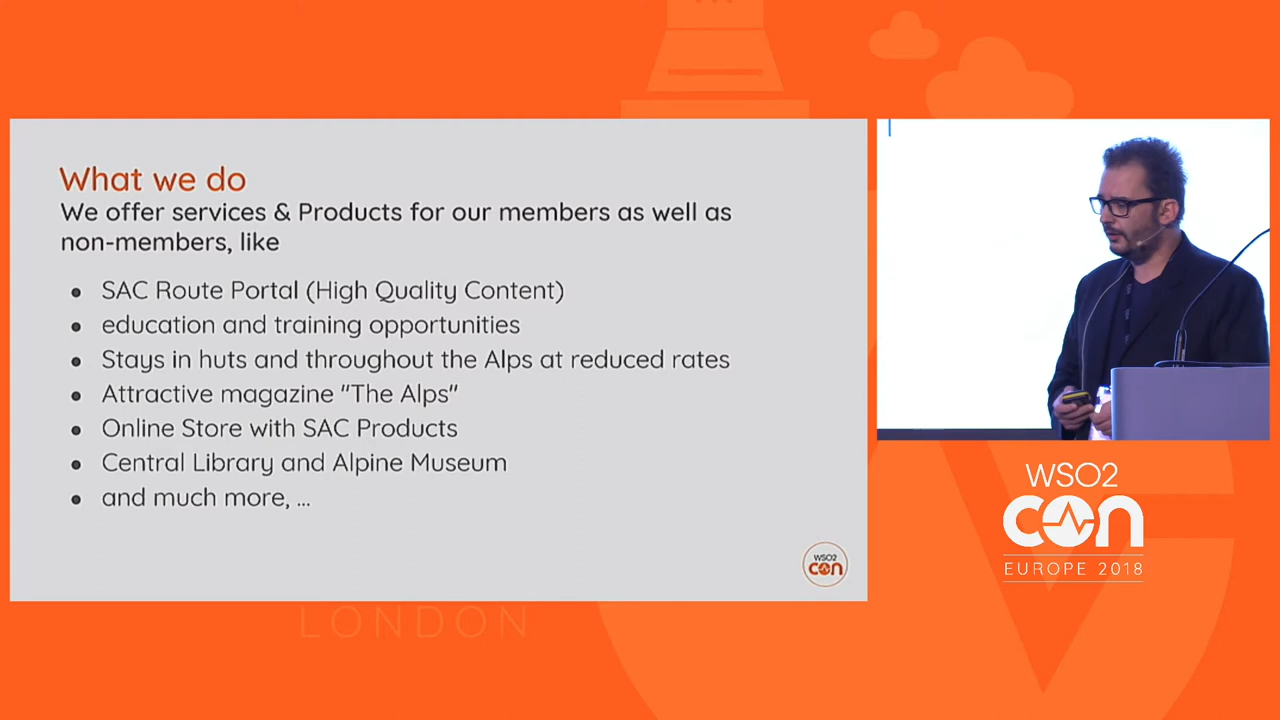 What we do
We offer services & Products for our members as well as
non-members, like
● SAC Route Portal (High Quality Content)
● education and training opportunities
● Stays in huts and throughout the Alps at reduced rates
● Attractive magazine "The Alps"
● Online Store with SAC Products
● Central Library and Alpine Museum
● and much more, ...
WSO2
con
WSO2
con
EUROPE 2018
LONDON